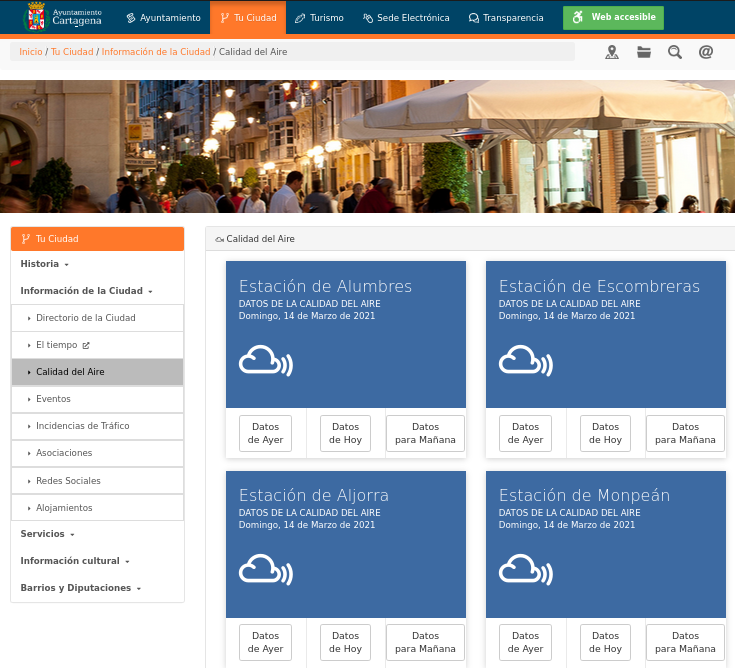 Ayuntamiento
Cartagena
Ayuntamiento
Tu Ciudad
Turismo
Sede Electrónica
Transparencia
Web accesible
Inicio / Tu Ciudad / Información de la Ciudad / Calidad del Aire
Tu Ciudad
Historia
Información de la Ciudad
Directorio de la Ciudad
El tiempo
Calidad del Aire
Eventos
Incidencias de Tráfico
Asociaciones
Redes Sociales
Alojamientos
Servicios
Información cultural
Barrios y Diputaciones
Calidad del Aire
Estación de Alumbres
DATOS DE LA CALIDAD DEL AIRE
Domingo, 14 de Marzo de 2021
Datos
de Ayer
Datos
de Hoy
Datos
para Mañana
Estación de Escombreras
DATOS DE LA CALIDAD DEL AIRE
Domingo, 14 de Marzo de 2021
Datos
de Ayer
Datos
de Hoy
Datos
para Mañana
Estación de Aljorra
DATOS DE LA CALIDAD DEL AIRE
Domingo, 14 de Marzo de 2021
Datos
de Ayer
Datos
de Hoy
Datos
para Mañana
Estación de Monpeán
DATOS DE LA CALIDAD DEL AIRE
Domingo, 14 de Marzo de 2021
Datos
de Ayer
Datos
de Hoy
Datos
para Mañana